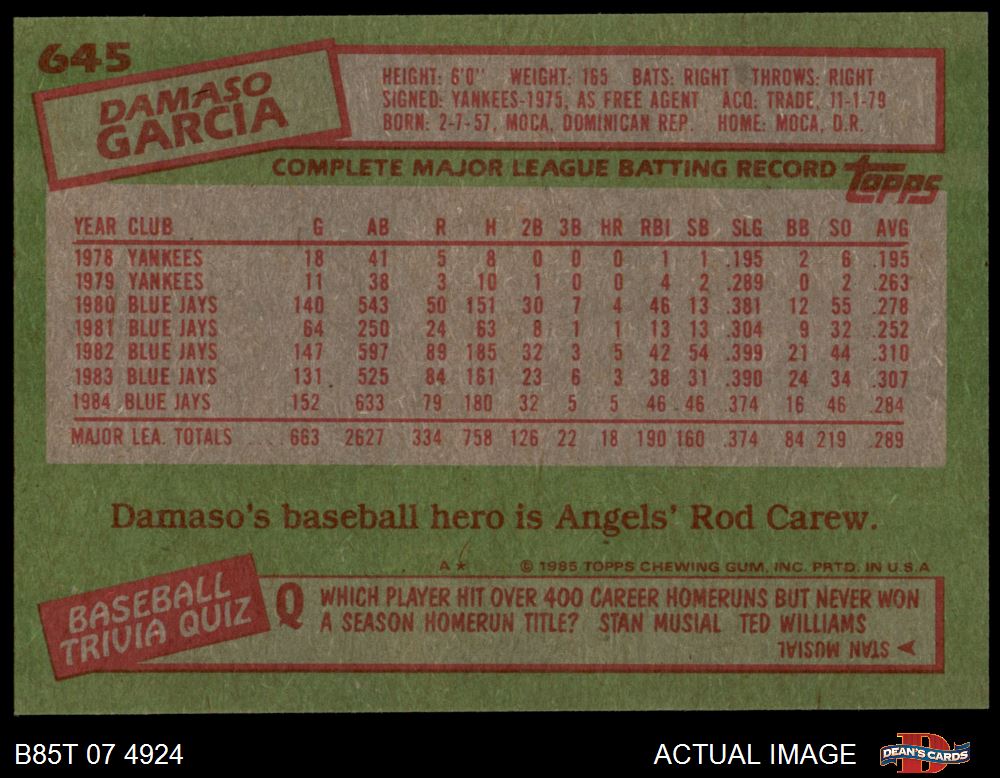 645
DAMASO
GARCIA
HEIGHT: 6'0" WEIGHT: 165 BATS: RIGHT THROWS: RIGHT
SIGNED: YANKEES-1975, AS FREE AGENT ACQ: TRADE, 11-1-79
BORN: 2-7-57, MOCA, DOMINICAN REP. HOME: MOCA, D.R.
COMPLETE MAJOR LEAGUE BATTING RECORD
topps
YEAR CLUB G AB R H 2B 3B HR RBI SB SLG BB SO AVG
1978 YANKEES 18 41 5 8 0 0 0 1 1 .195 2 6 .195
1979 YANKEES 11 38 3 10 1 0 0 4 2 .289 0 2 .263
1980 BLUE JAYS 140 543 50 151 30 7 4 46 13 .381 12 55 .278
1981 BLUE JAYS 64 250 24 63 8 1 1 13 13 .304 9 32 .252
1982 BLUE JAYS 147 597 89 185 32 3 5 42 54 .399 21 44 .310
1983 BLUE JAYS 131 525 84 161 23 6 3 38 31 .390 24 34 .307
1984 BLUE JAYS 152 633 79 180 32 5 5 46 46 .374 16 46 .284
MAJOR LEA. TOTALS .... 663 2627 334 758 126 22 18 190 160 .374 84 219 .289
Damaso's baseball hero is Angels' Rod Carew.
A * © 1985 TOPPS CHEWING GUM, INC. PRTD. IN U.S.A
BASEBALL
TRIVIA QUIZ
Q WHICH PLAYER HIT OVER 400 CAREER HOMERUNS BUT NEVER WON
A SEASON HOMERUN TITLE? STAN MUSIAL TED WILLIAMS
STAN MUSIAL
B85T 07 4924
ACTUAL IMAGE
D
DEAN'S CARDS